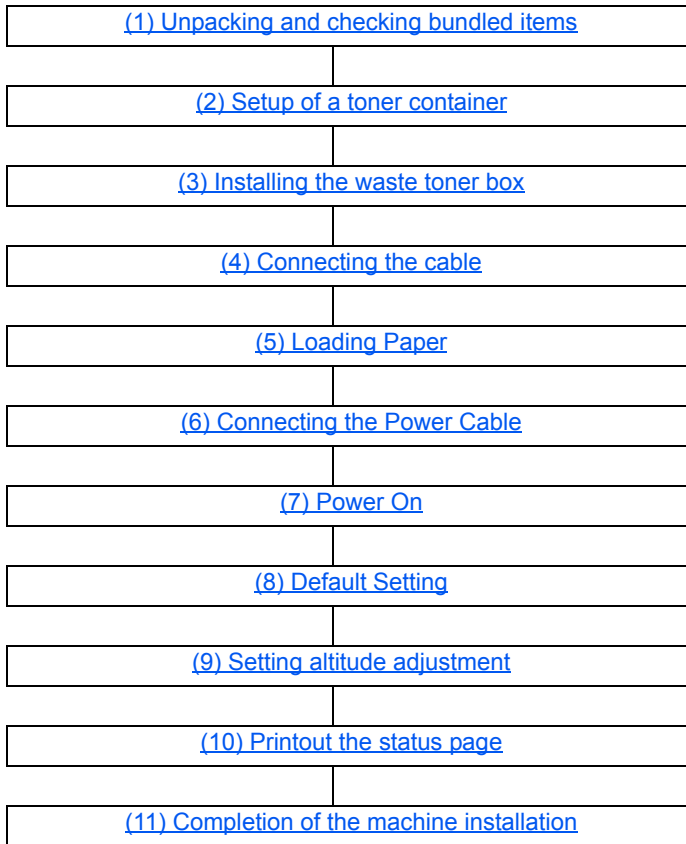 (1) Unpacking and checking bundled items
(2) Setup of a toner container
(3) Installing the waste toner box
(4) Connecting the cable
(5) Loading Paper
(6) Connecting the Power Cable
(7) Power On
(8) Default Setting
(9) Setting altitude adjustment
(10) Printout the status page
(11) Completion of the machine installation